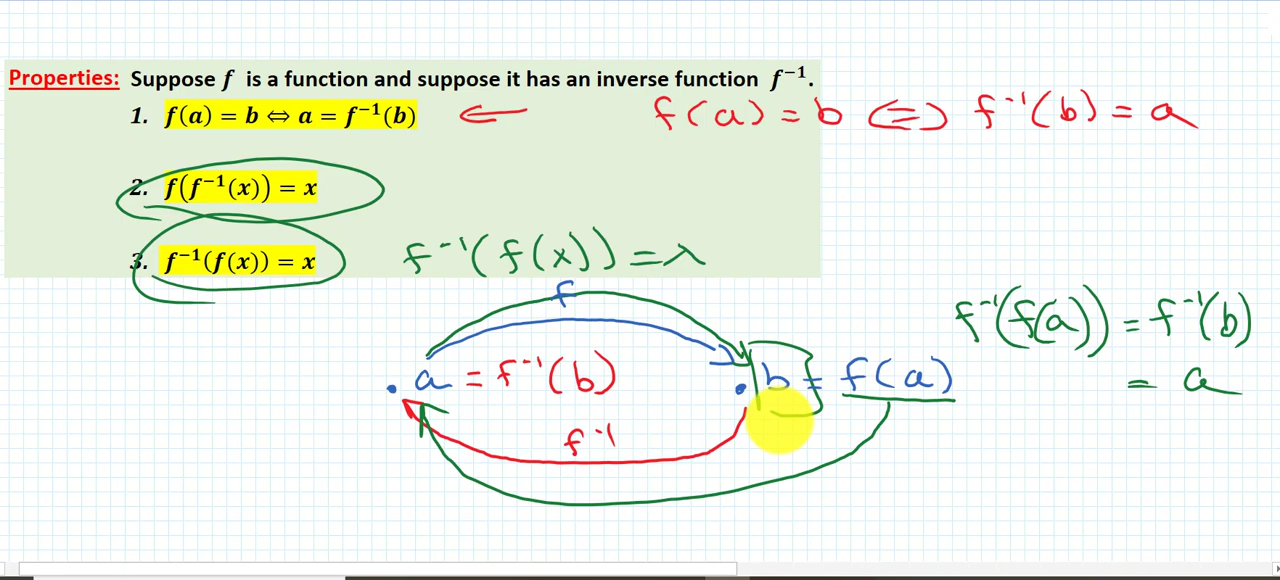 Properties: Suppose f is a function and suppose it has an inverse function f⁻¹.
1. f(a) = b ⇔ a = f⁻¹(b)
f(a) = b ⇔ f⁻¹(b) = a
2. f(f⁻¹(x)) = x
3. f⁻¹(f(x)) = x
f⁻¹(f(x)) = x
f
f⁻¹(f(a)) = f⁻¹(b)
= a
. a = f⁻¹(b)
. b = f(a)
f⁻¹